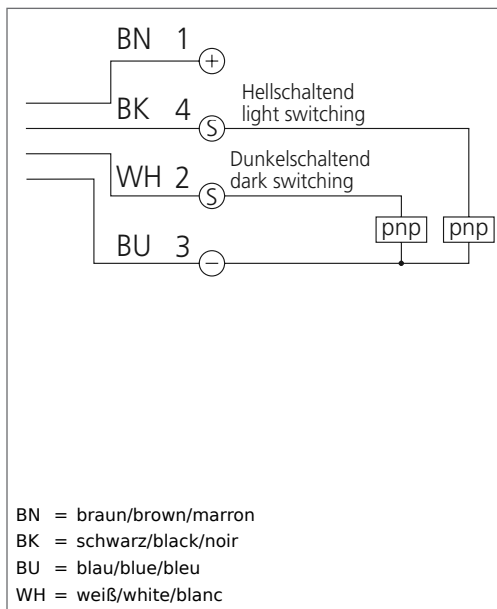 BN 1
+
Hellschaltend
BK 4
light switching
S
Dunkelschaltend
WH 2
dark switching
S
pnp pnp
BU 3
−
BN = braun/brown/marron
BK = schwarz/black/noir
BU = blau/blue/bleu
WH = weiß/white/blanc